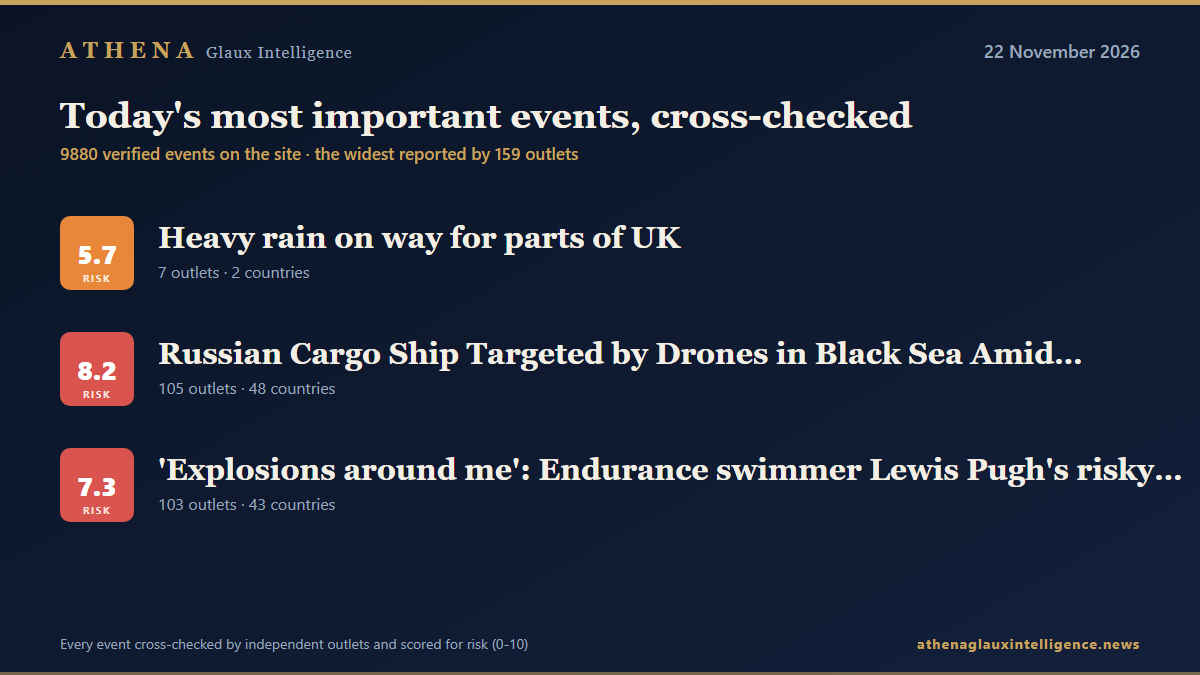 ATHENA Glaux Intelligence
22 November 2026
Today's most important events, cross-checked
9880 verified events on the site · the widest reported by 159 outlets
5.7
RISK
Heavy rain on way for parts of UK
7 outlets · 2 countries
8.2
RISK
Russian Cargo Ship Targeted by Drones in Black Sea Amid...
105 outlets · 48 countries
7.3
RISK
'Explosions around me': Endurance swimmer Lewis Pugh's risky...
103 outlets · 43 countries
Every event cross-checked by independent outlets and scored for risk (0-10)
athenaglauxintelligence.news